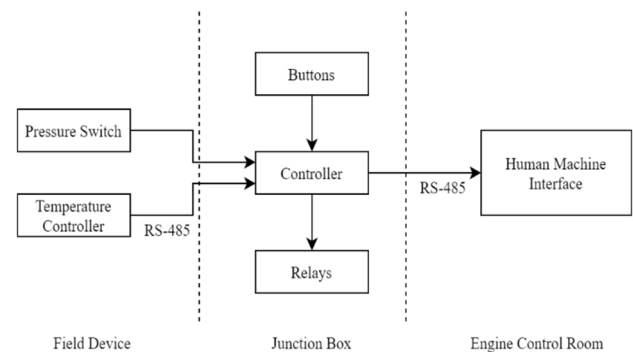 Buttons
Pressure Switch
Controller
Human Machine
Interface
RS-485
Temperature
Controller
RS-485
Relays
Field Device
Junction Box
Engine Control Room